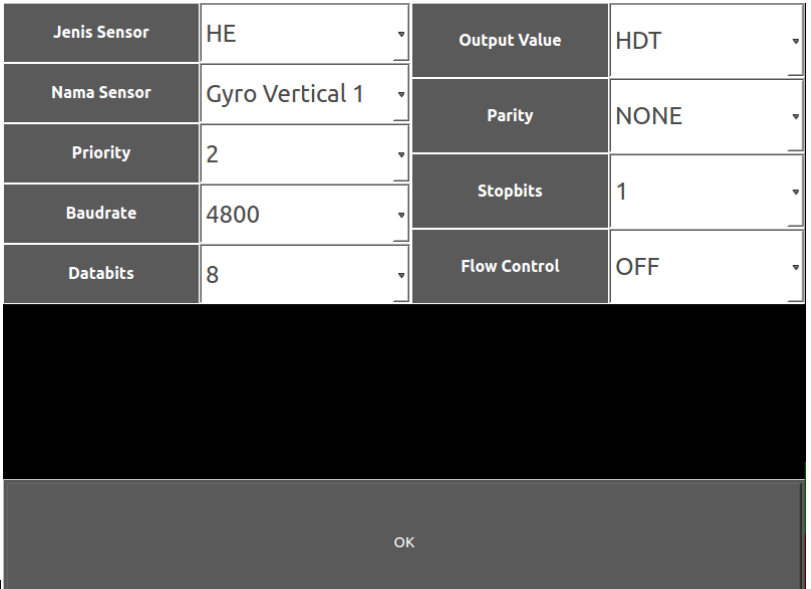 Jenis Sensor HE
Nama Sensor Gyro Vertical 1
Priority 2
Baudrate 4800
Databits 8
Output Value HDT
Parity NONE
Stopbits 1
Flow Control OFF
OK